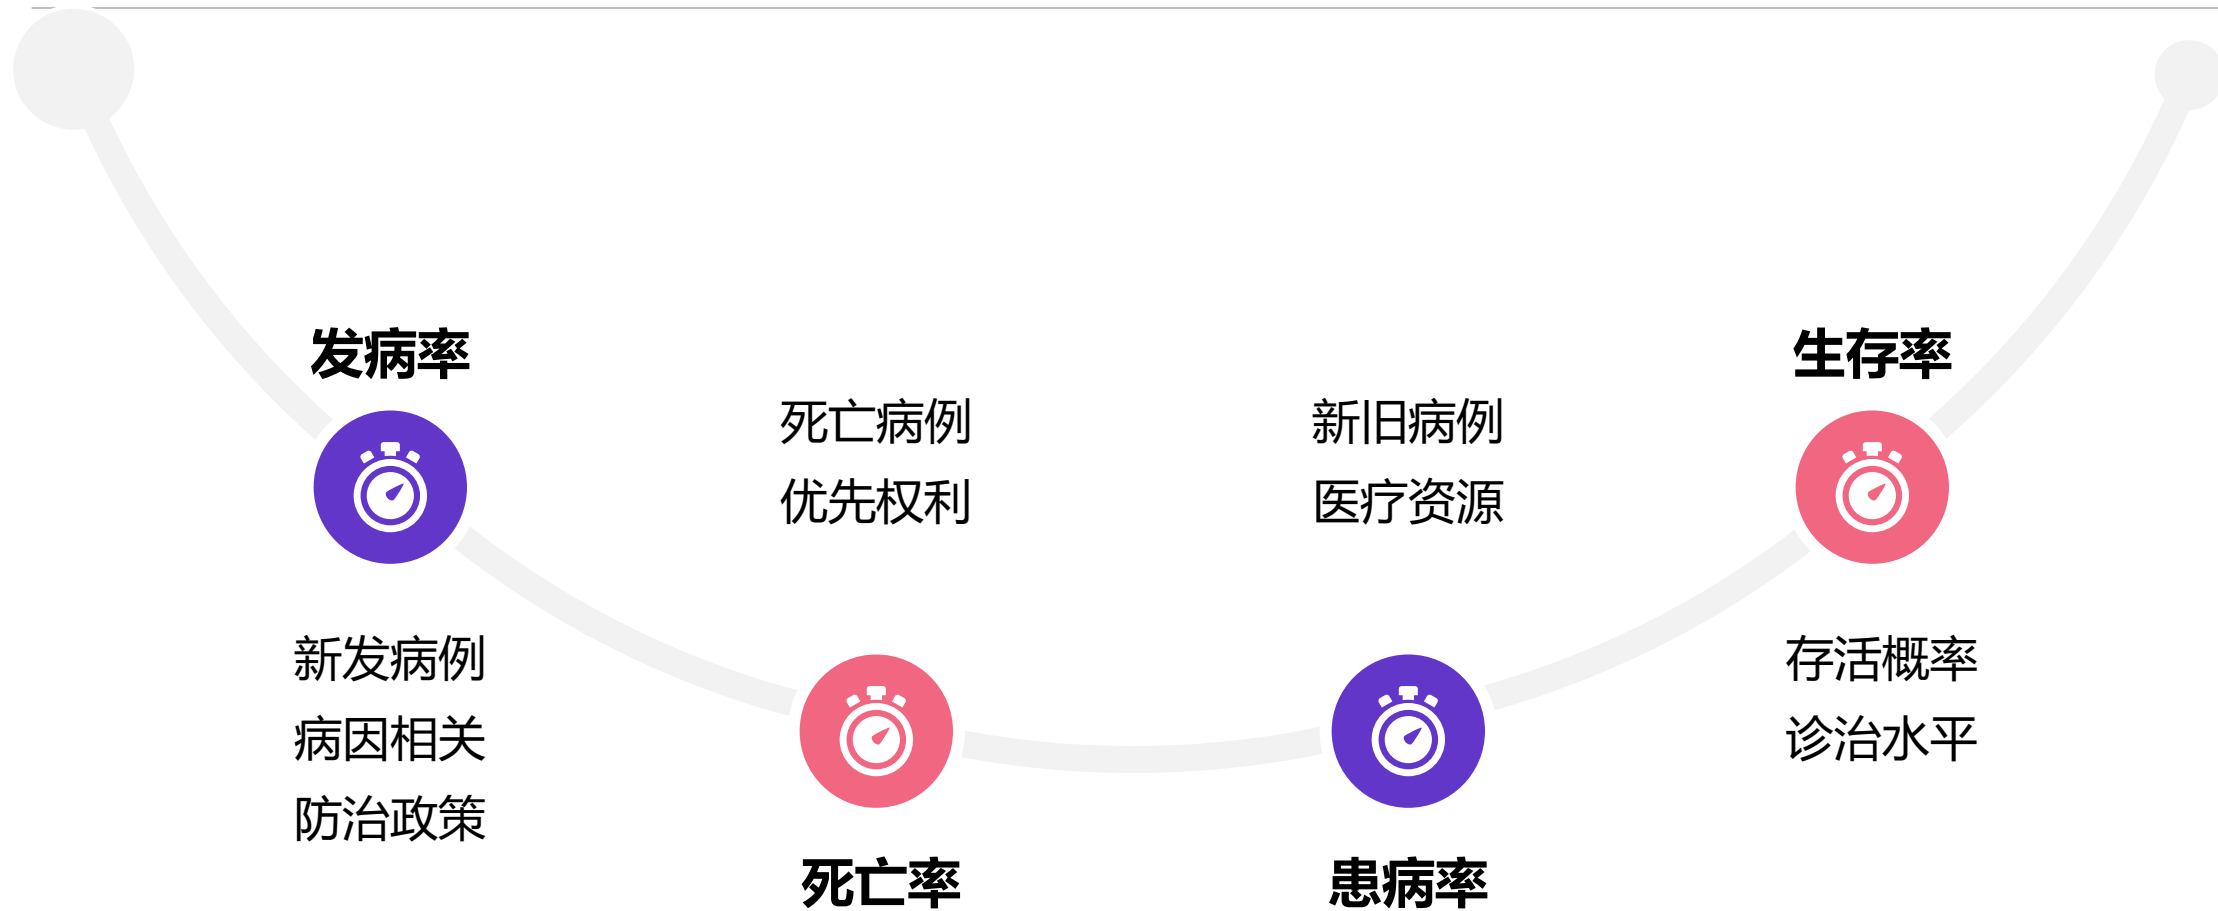 发病率
新发病例
病因相关
防治政策
死亡病例
优先权利
死亡率
新旧病例
医疗资源
患病率
生存率
存活概率
诊治水平